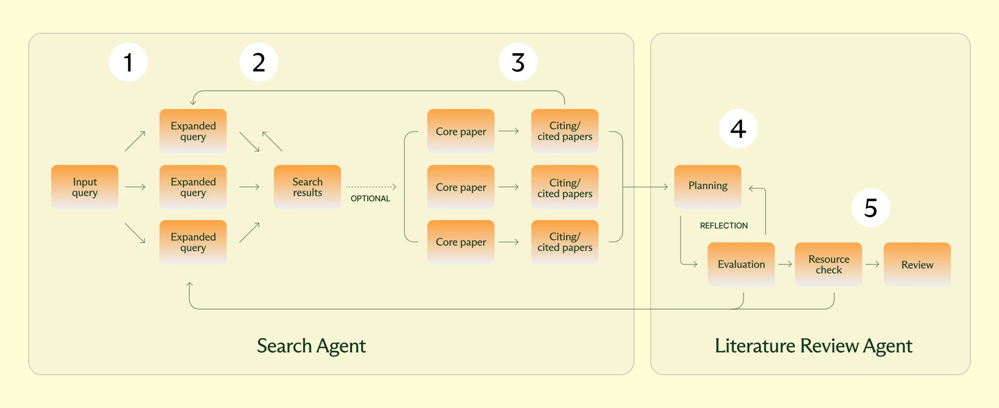 1
2
3
4
5
Input
query
Expanded
query
Expanded
query
Expanded
query
Search
results
OPTIONAL
Core paper
Core paper
Core paper
Citing/
cited papers
Citing/
cited papers
Citing/
cited papers
Planning
REFLECTION
Evaluation
Resource
check
Review
Search Agent
Literature Review Agent